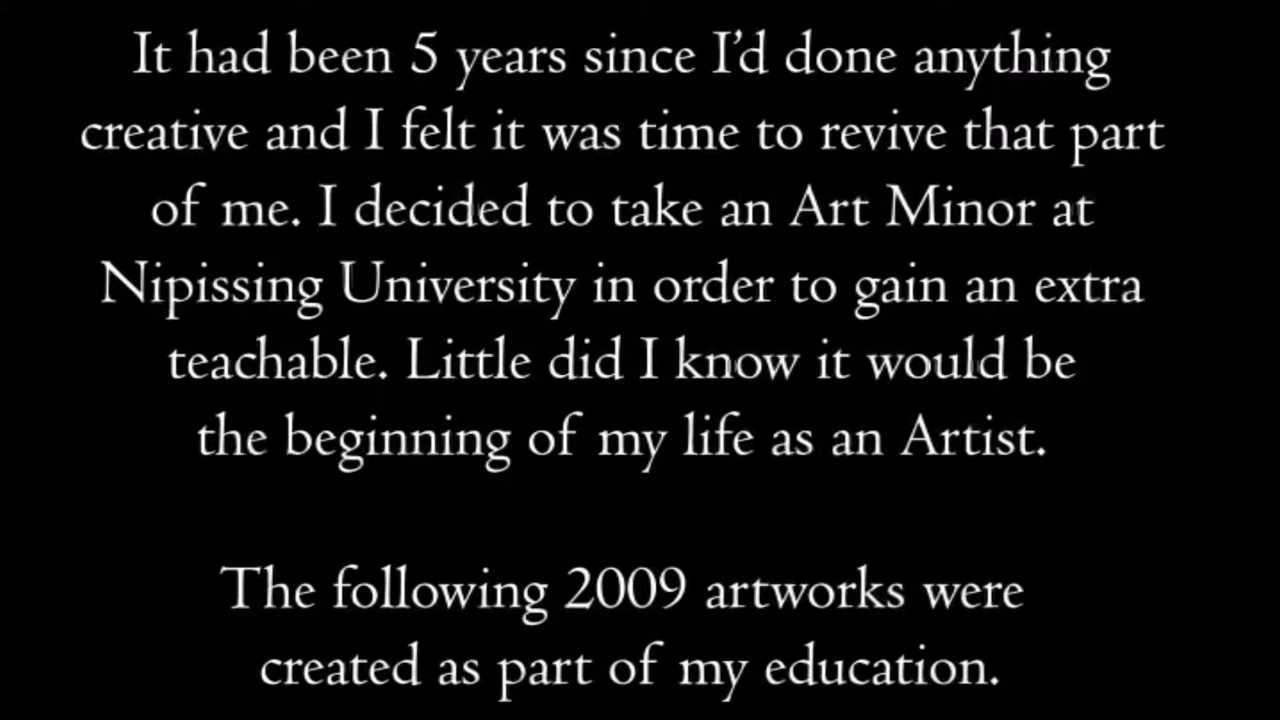 It had been 5 years since I’d done anything
creative and I felt it was time to revive that part
of me. I decided to take an Art Minor at
Nipissing University in order to gain an extra
teachable. Little did I know it would be
the beginning of my life as an Artist.
The following 2009 artworks were
created as part of my education.